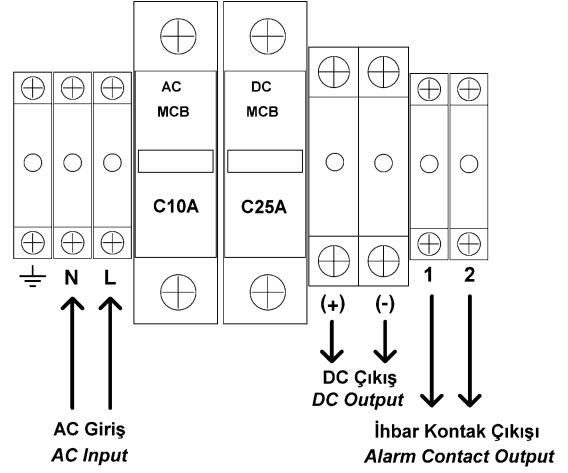 AC
MCB
C10A
DC
MCB
C25A
N
L
(+)
(-)
1
2
AC Giriş
AC Input
DC Çıkış
DC Output
İhbar Kontak Çıkışı
Alarm Contact Output